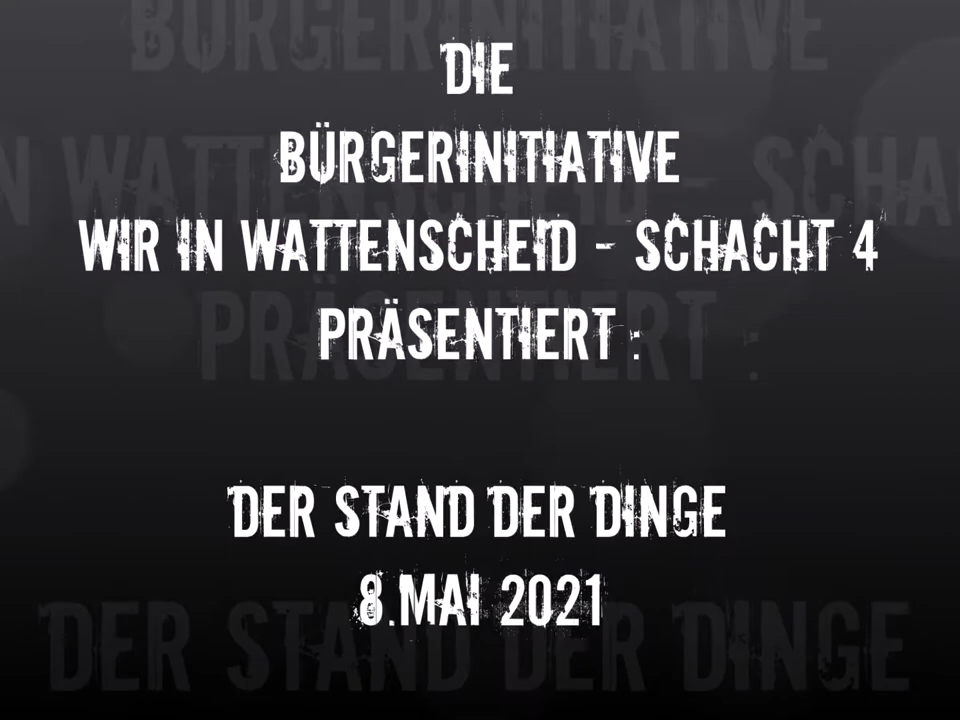 DIE
BÜRGERINITIATIVE
WIR IN WATTENSCHEID - SCHACHT 4
PRÄSENTIERT :
DER STAND DER DINGE
8.MAI 2021